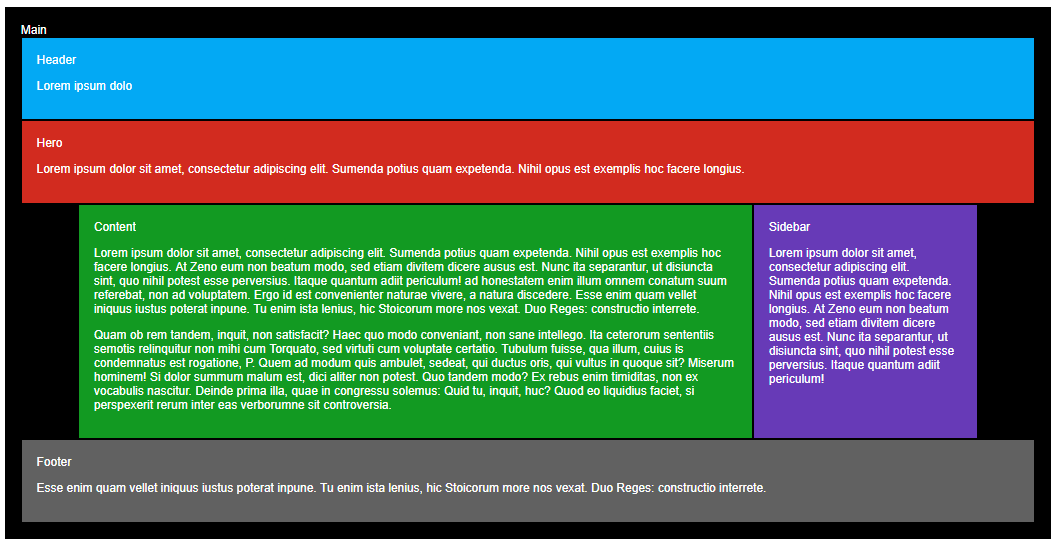 Main
Header
Lorem ipsum dolo
Hero
Lorem ipsum dolor sit amet, consectetur adipiscing elit. Sumenda potius quam expetenda. Nihil opus est exemplis hoc facere longius.
Content
Lorem ipsum dolor sit amet, consectetur adipiscing elit. Sumenda potius quam expetenda. Nihil opus est exemplis hoc
facere longius. At Zeno eum non beatum modo, sed etiam divitem dicere ausus est. Nunc ita separantur, ut disiuncta
sint, quo nihil potest esse perversius. Itaque quantum adiit periculum! ad honestatem enim illum omnem conatum suum
referebat, non ad voluptatem. Ergo id est convenienter naturae vivere, a natura discedere. Esse enim quam vellet
iniquus iustus poterat inpune. Tu enim ista lenius, hic Stoicorum more nos vexat. Duo Reges: constructio interrete.
Quam ob rem tandem, inquit, non satisfacit? Haec quo modo conveniant, non sane intellego. Ita ceterorum sententiis
semotis relinquitur non mihi cum Torquato, sed virtuti cum voluptate certatio. Tubulum fuisse, qua illum, cuius is
condemnatus est rogatione, P. Quem ad modum quis ambulet, sedeat, qui ductus oris, qui vultus in quoque sit? Miserum
hominem! Si dolor summum malum est, dici aliter non potest. Quo tandem modo? Ex rebus enim timiditas, non ex
vocabulis nascitur. Deinde prima illa, quae in congressu solemus: Quid tu, inquit, huc? Quod eo liquidius faciet, si
perspexerit rerum inter eas verborumne sit controversia.
Sidebar
Lorem ipsum dolor sit amet,
consectetur adipiscing elit.
Sumenda potius quam expetenda.
Nihil opus est exemplis hoc facere
longius. At Zeno eum non beatum
modo, sed etiam divitem dicere
ausus est. Nunc ita separantur, ut
disiuncta sint, quo nihil potest esse
perversius. Itaque quantum adiit
periculum!
Footer
Esse enim quam vellet iniquus iustus poterat inpune. Tu enim ista lenius, hic Stoicorum more nos vexat. Duo Reges: constructio interrete.